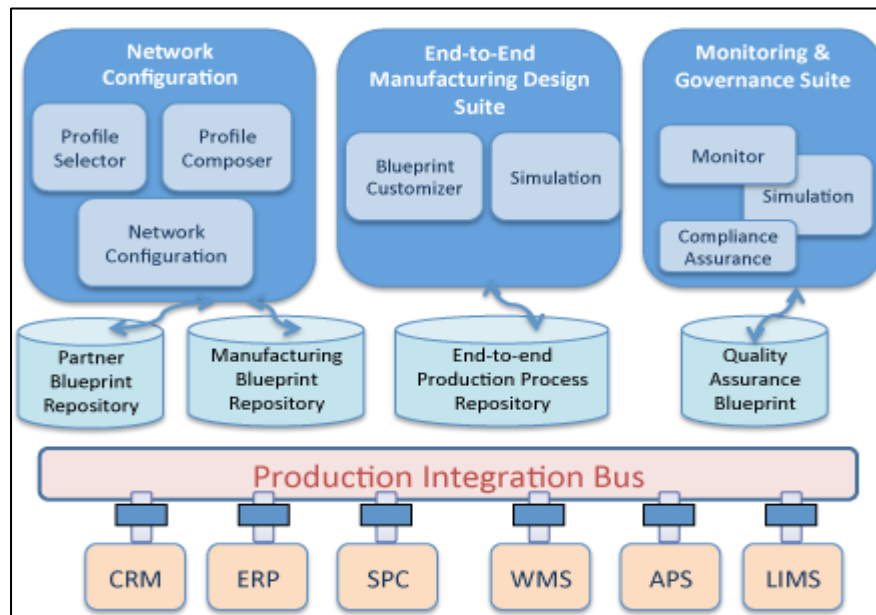 Network
Configuration
Profile
Selector
Profile
Composer
Network
Configuration
End-to-End
Manufacturing Design
Suite
Blueprint
Customizer
Simulation
Monitoring &
Governance Suite
Monitor
Simulation
Compliance
Assurance
Partner
Blueprint
Repository
Manufacturing
Blueprint
Repository
End-to-end
Production Process
Repository
Quality
Assurance
Blueprint
Production Integration Bus
CRM
ERP
SPC
WMS
APS
LIMS